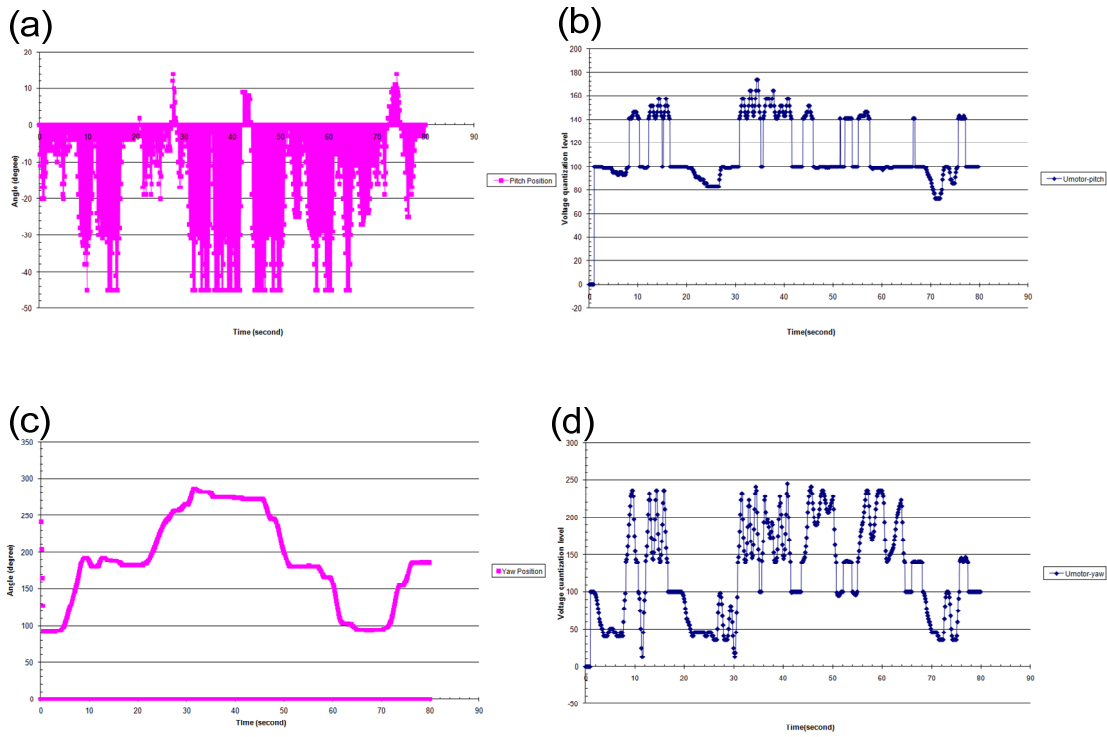 (a)
20
10
0
-10
-20
-30
-40
-50
0 10 20 30 40 50 60 70 80 90
Angle (degree)
Time (second)
Pitch Position
(b)
200
180
160
140
120
100
80
60
40
20
0
-20
0 10 20 30 40 50 60 70 80 90
Voltage quantization level
Time(second)
Umotor-pitch
(c)
350
300
250
200
150
100
50
0
0 10 20 30 40 50 60 70 80 90
Angle (degree)
Time (second)
Yaw Position
(d)
300
250
200
150
100
50
0
-50
0 10 20 30 40 50 60 70 80 90
Voltage quantization level
Time(second)
Umotor-yaw